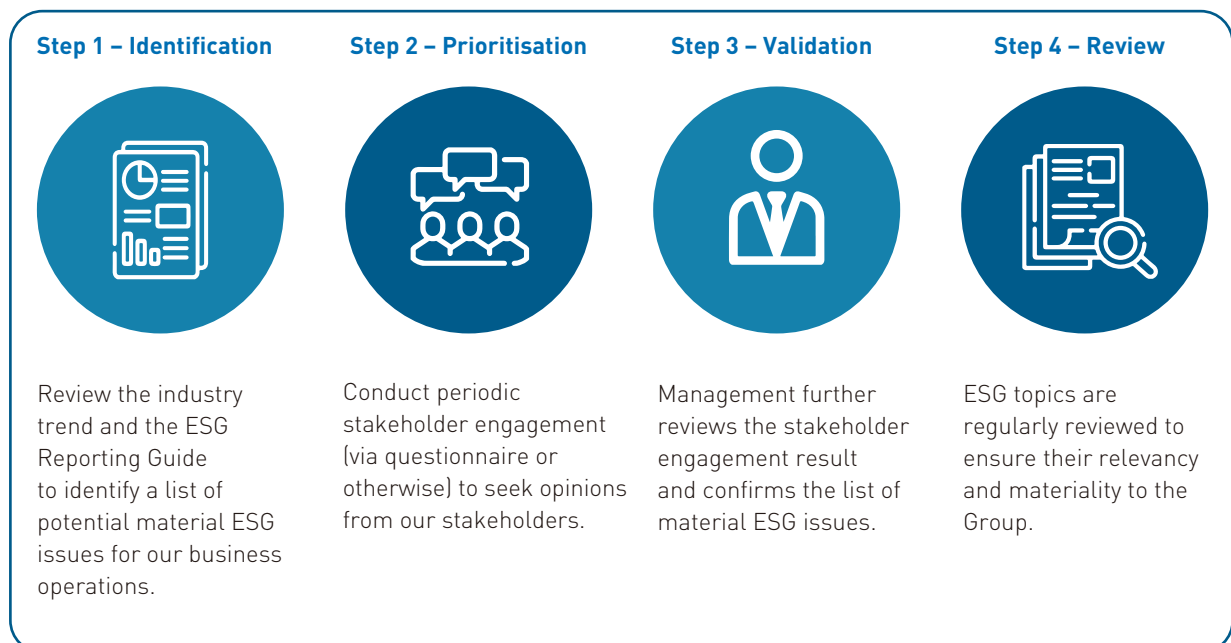 Step 1 – Identification
Review the industry
trend and the ESG
Reporting Guide
to identify a list of
potential material ESG
issues for our business
operations.
Step 2 – Prioritisation
Conduct periodic
stakeholder engagement
(via questionnaire or
otherwise) to seek opinions
from our stakeholders.
Step 3 – Validation
Management further
reviews the stakeholder
engagement result
and confirms the list of
material ESG issues.
Step 4 – Review
ESG topics are
regularly reviewed to
ensure their relevancy
and materiality to the
Group.